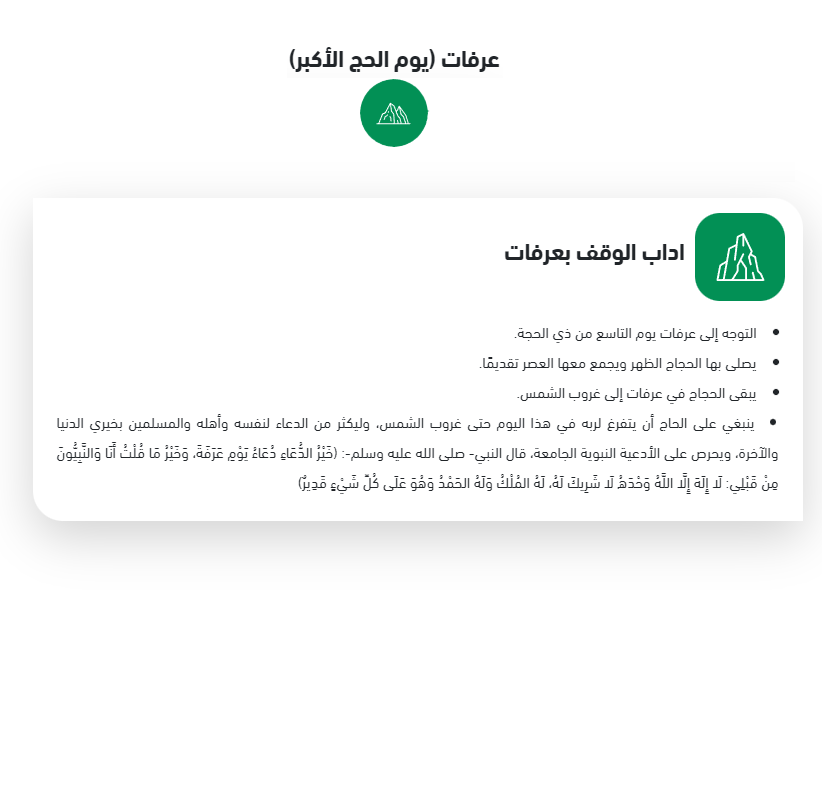 عرفات (يوم الحج الأكبر)
اداب الوقف بعرفات
التوجه إلى عرفات يوم التاسع من ذي الحجة.
يصلى بها الحجاج الظهر ويجمع معها العصر تقديمًا.
يبقى الحجاج في عرفات إلى غروب الشمس.
ينبغي على الحاج أن يتفرغ لربه في هذا اليوم حتى غروب الشمس، وليكثر من الدعاء لنفسه وأهله والمسلمين بخيري الدنيا
والآخرة، ويحرص على الأدعية النبوية الجامعة، قال النبي- صلى الله عليه وسلم-: (خَيْرُ الدُّعَاءِ دُعَاءُ يَوْمِ عَرَفَةَ، وَخَيْرُ مَا قُلْتُ أَنَا وَالنَّبِيُّونَ
مِنْ قَبْلِي: لَا إِلَهَ إِلَّا اللَّهُ وَحْدَهُ لَا شَرِيكَ لَهُ، لَهُ المُلْكُ وَلَهُ الحَمْدُ وَهُوَ عَلَى كُلِّ شَيْءٍ قَدِيرٌ)